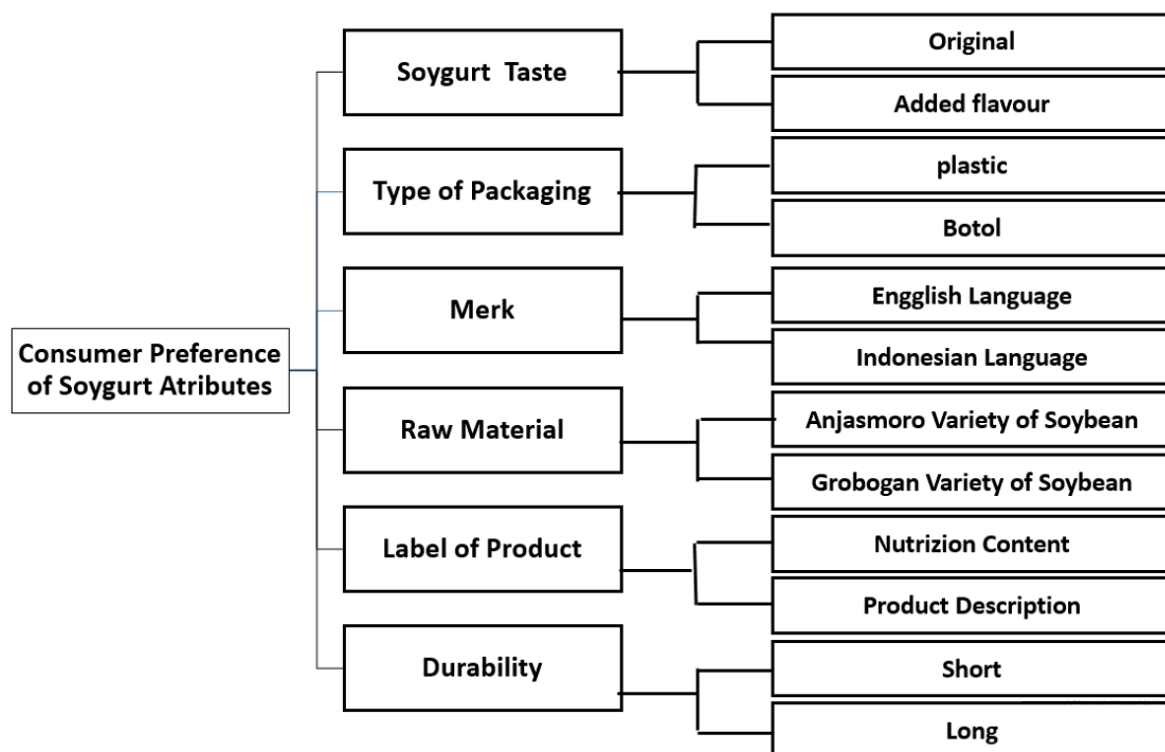 Consumer Preference
of Soygurt Atributes
Soygurt Taste
Original
Added flavour
Type of Packaging
plastic
Botol
Merk
Engglish Language
Indonesian Language
Raw Material
Anjasmoro Variety of Soybean
Grobogan Variety of Soybean
Label of Product
Nutrizion Content
Product Description
Durability
Short
Long